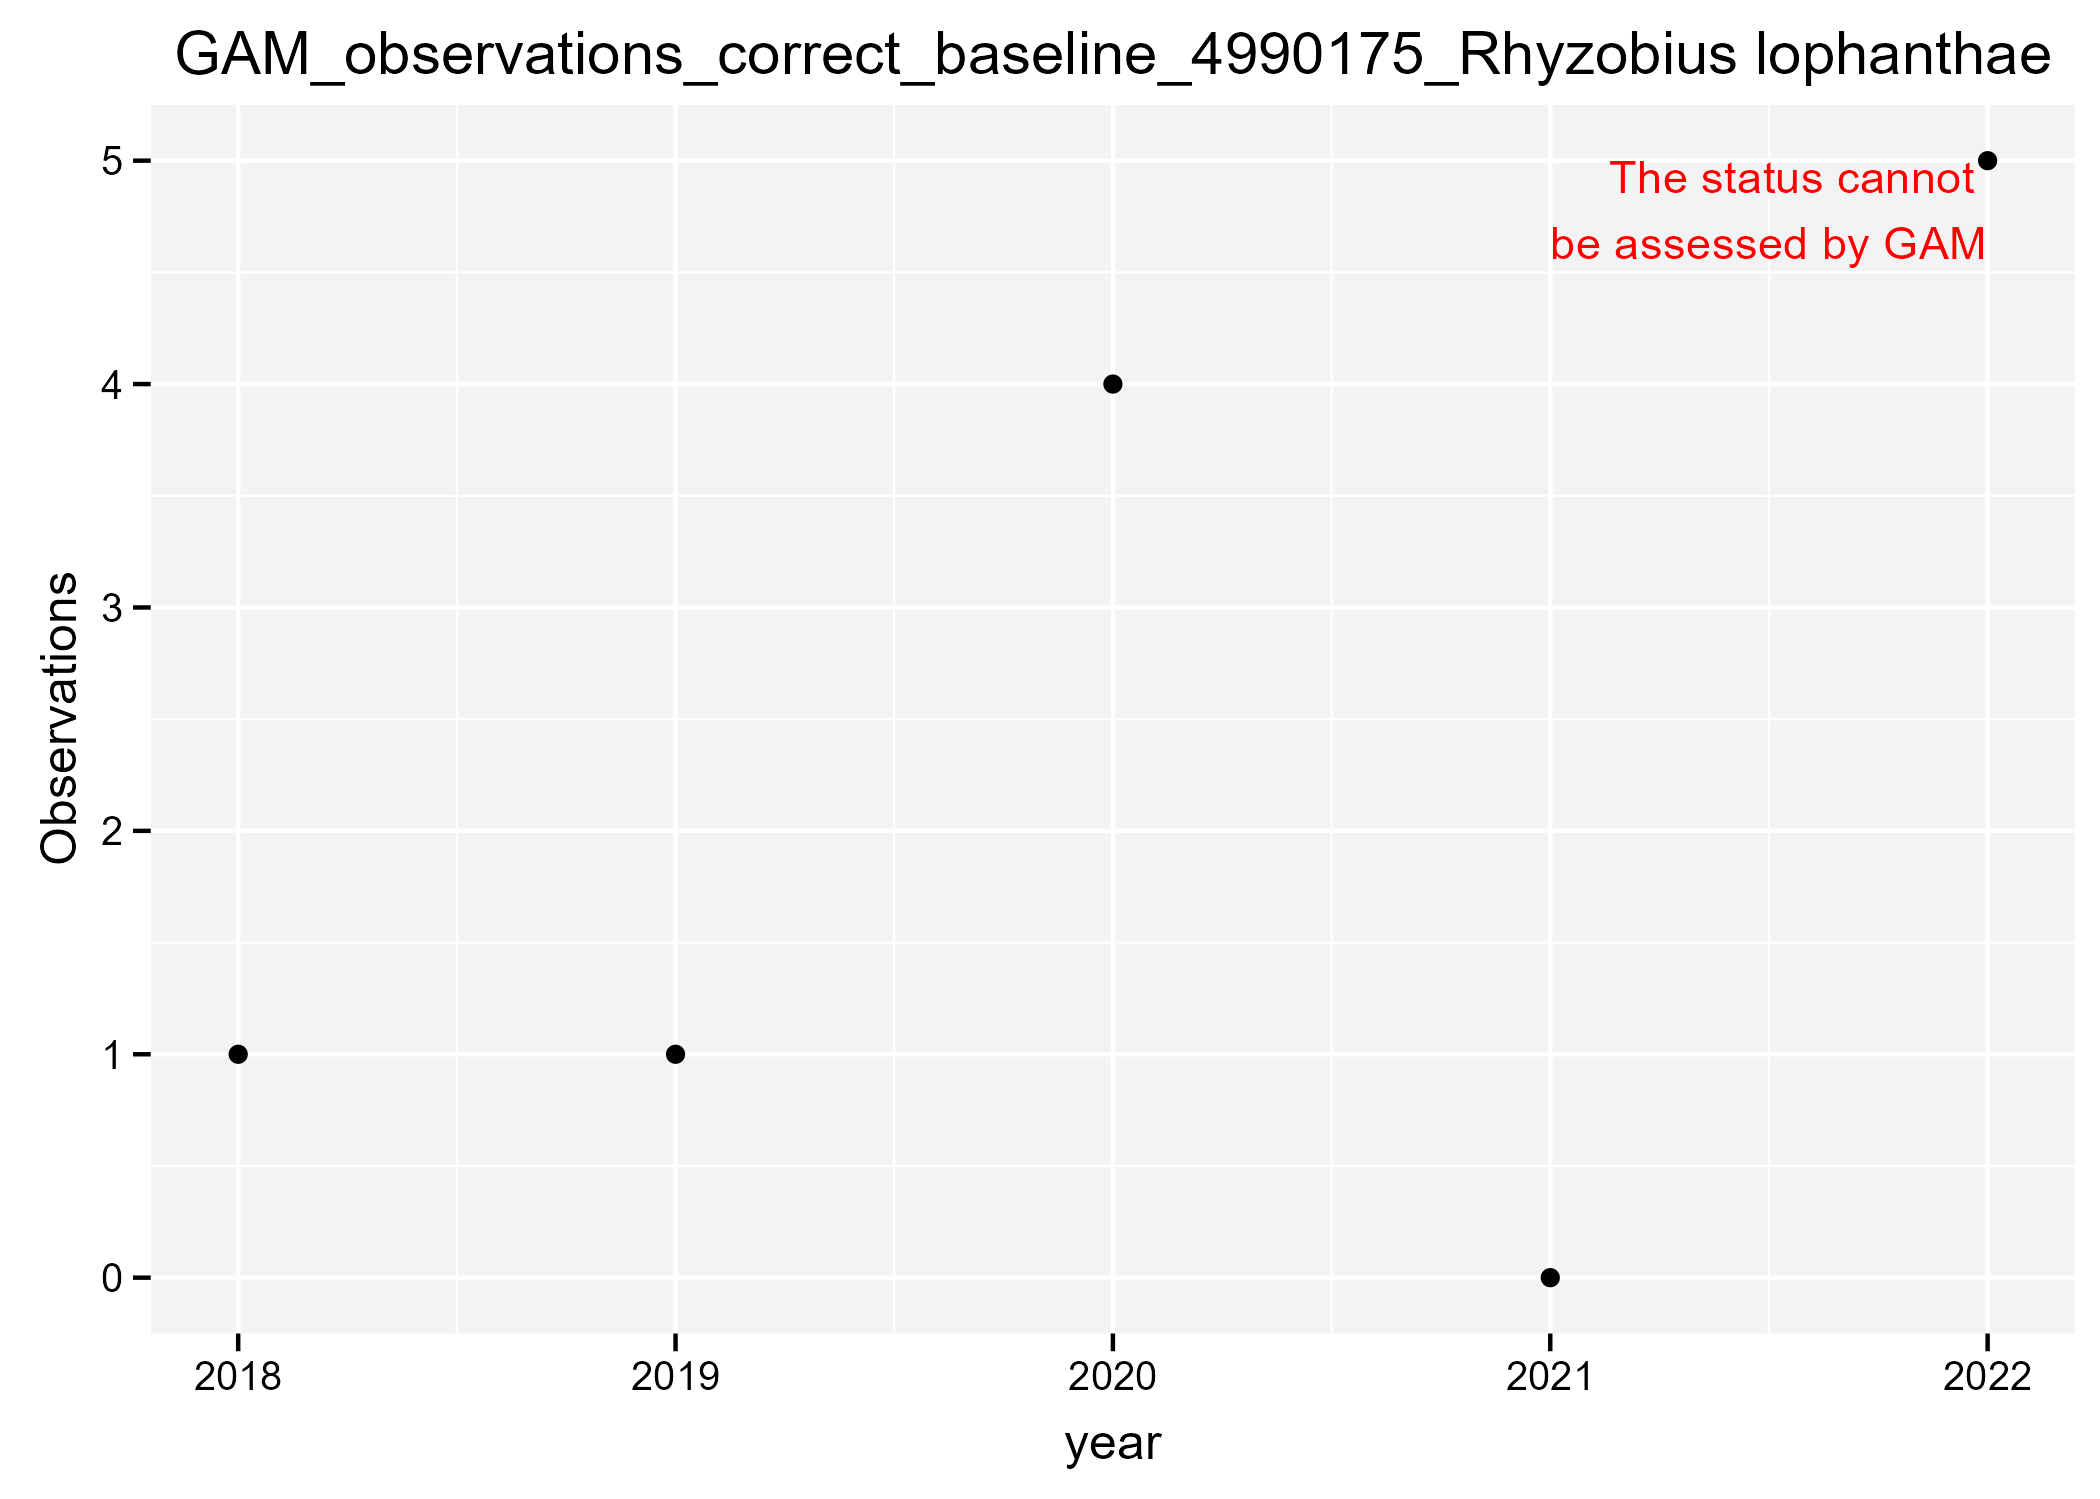 GAM_observations_correct_baseline_4990175_Rhyzobius lophanthae
The status cannot
be assessed by GAM
Observations
5
4
3
2
1
0
2018 2019 2020 2021 2022
year